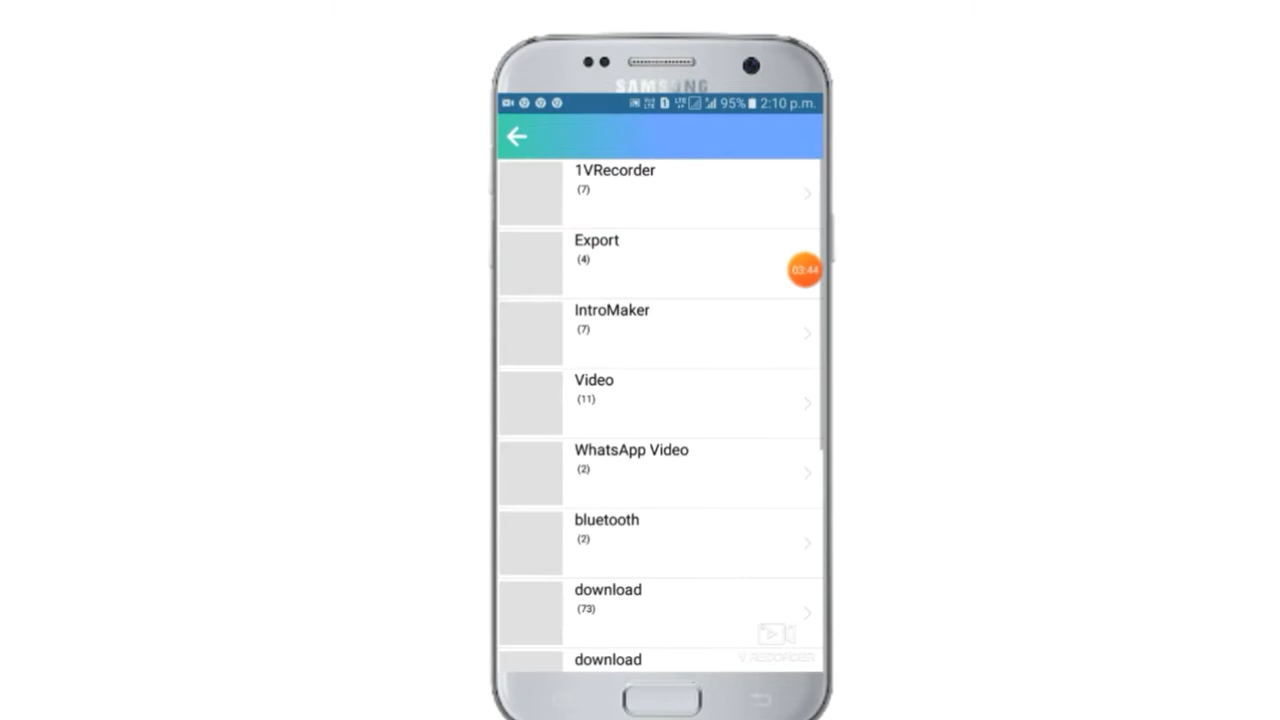 SAMSUNG
95% 2:10 p.m.
1VRecorder
(7)
Export
(4)
03:44
IntroMaker
(7)
Video
(11)
WhatsApp Video
(2)
bluetooth
(2)
download
(73)
V RECORDER
download